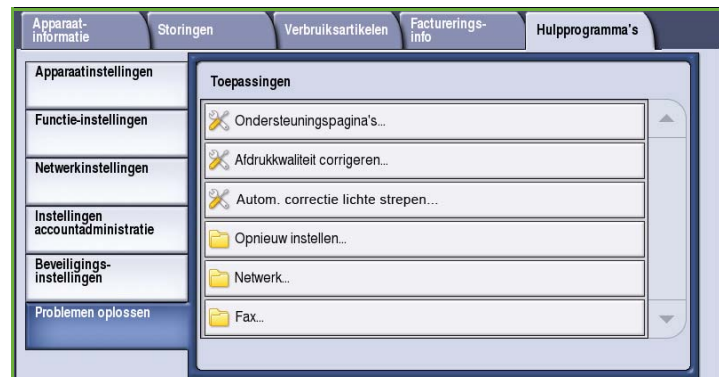 Apparaat-
informatie
Storingen
Verbruiksartikelen
Facturerings-
info
Hulpprogramma's
Apparaatinstellingen
Functie-instellingen
Netwerkinstellingen
Instellingen
accountadministratie
Beveiligings-
instellingen
Problemen oplossen
Toepassingen
Ondersteuningspagina's...
Afdrukkwaliteit corrigeren...
Autom. correctie lichte strepen...
Opnieuw instellen...
Netwerk...
Fax...